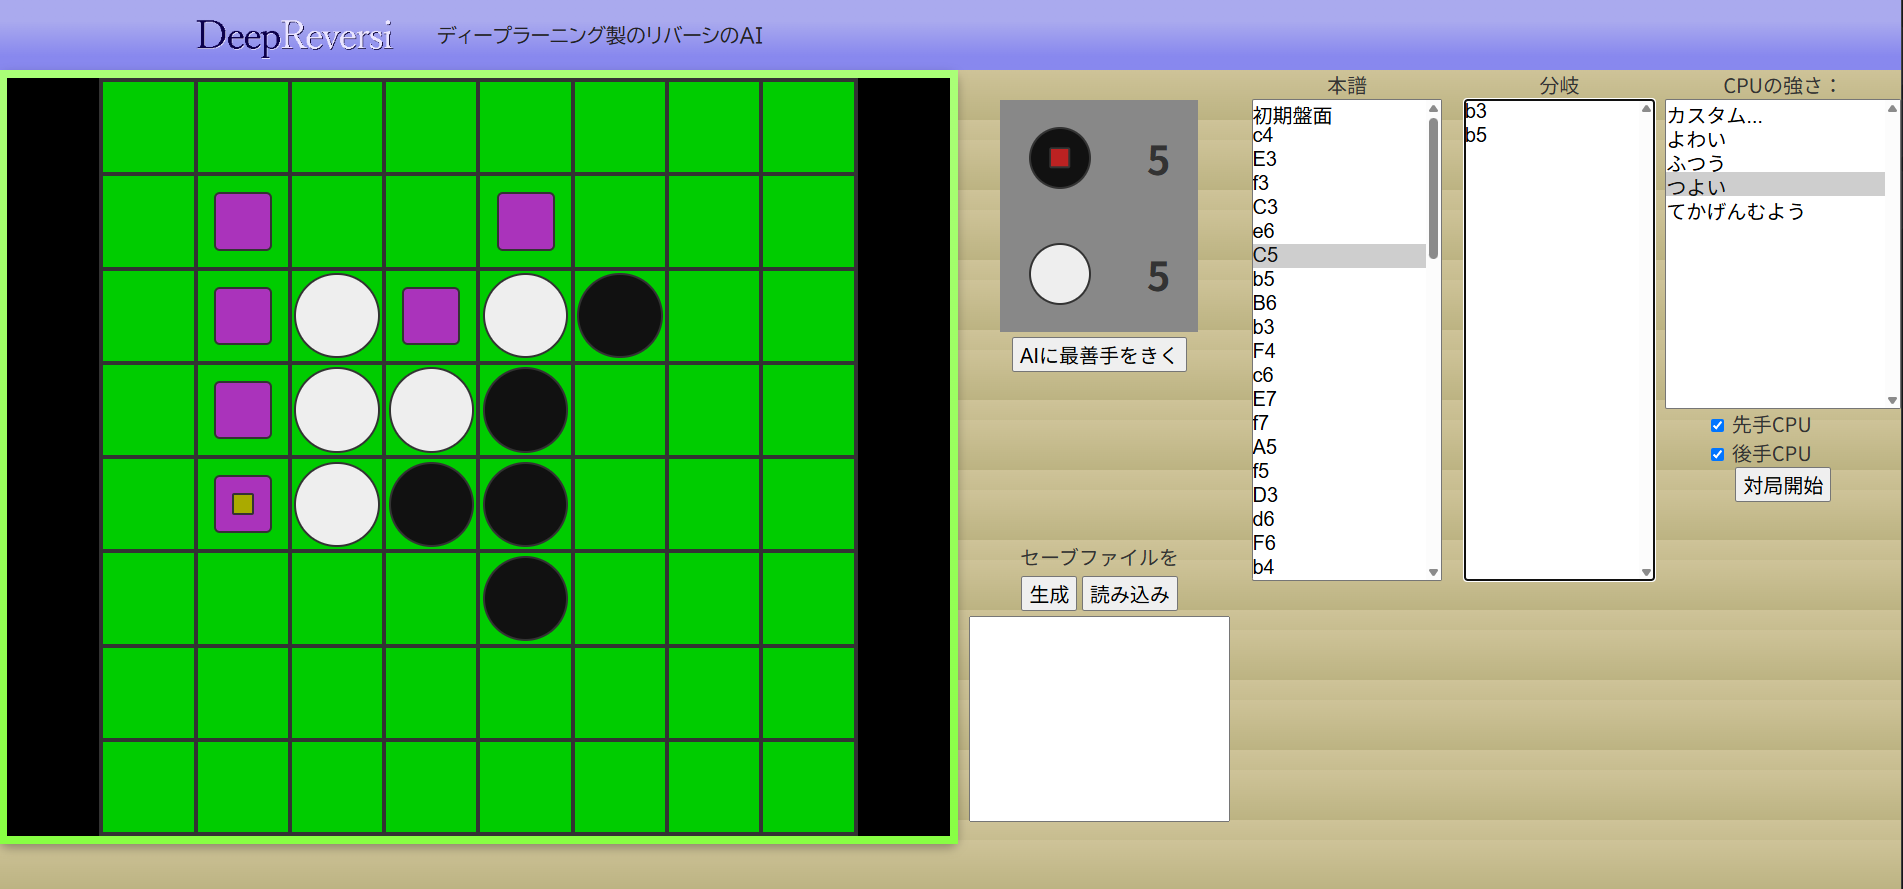 DeepReversi
ディープラーニング製のリバーシのAI
5
5
AIに最善手をきく
セーブファイルを
生成
読み込み
本譜
初期盤面
c4
E3
f3
C3
e6
C5
b5
B6
b3
F4
c6
E7
f7
A5
f5
D3
d6
F6
b4
分岐
b3
b5
CPUの強さ：
カスタム...
よわい
ふつう
つよい
てかげんむよう
先手CPU
後手CPU
対局開始